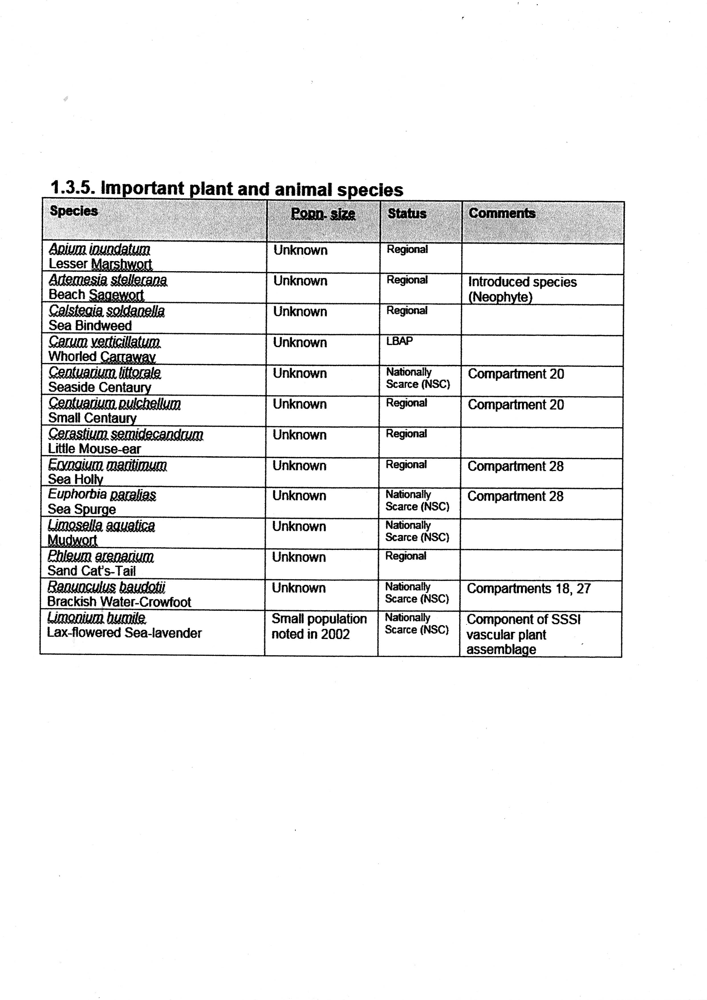 1.3.5. Important plant and animal species
Species Popn. size Status Comments
Apium inundatum Unknown Regional
Lesser Marshwort
Artemesia stellerana Unknown Regional Introduced species
Beach Sagewort (Neophyte)
Calstegia soldanella Unknown Regional
Sea Bindweed
Carum verticillatum Unknown LBAP
Whorled Carraway
Centuarium littorale Unknown Nationally Compartment 20
Seaside Centaury Scarce (NSC)
Centuarium pulchellum Unknown Regional Compartment 20
Small Centaury
Cerastium semidecandrum Unknown Regional
Little Mouse-ear
Eryngium maritimum Unknown Regional Compartment 28
Sea Holly
Euphorbia paralias Unknown Nationally Compartment 28
Sea Spurge Scarce (NSC)
Limosella aquatica Unknown Nationally
Mudwort Scarce (NSC)
Phleum arenarium Unknown Regional
Sand Cat's-Tail
Ranunculus baudotii Unknown Nationally Compartments 18, 27
Brackish Water-Crowfoot Scarce (NSC)
Limonium humile Small population Nationally Component of SSSI
Lax-flowered Sea-lavender noted in 2002 Scarce (NSC) vascular plant
assemblage